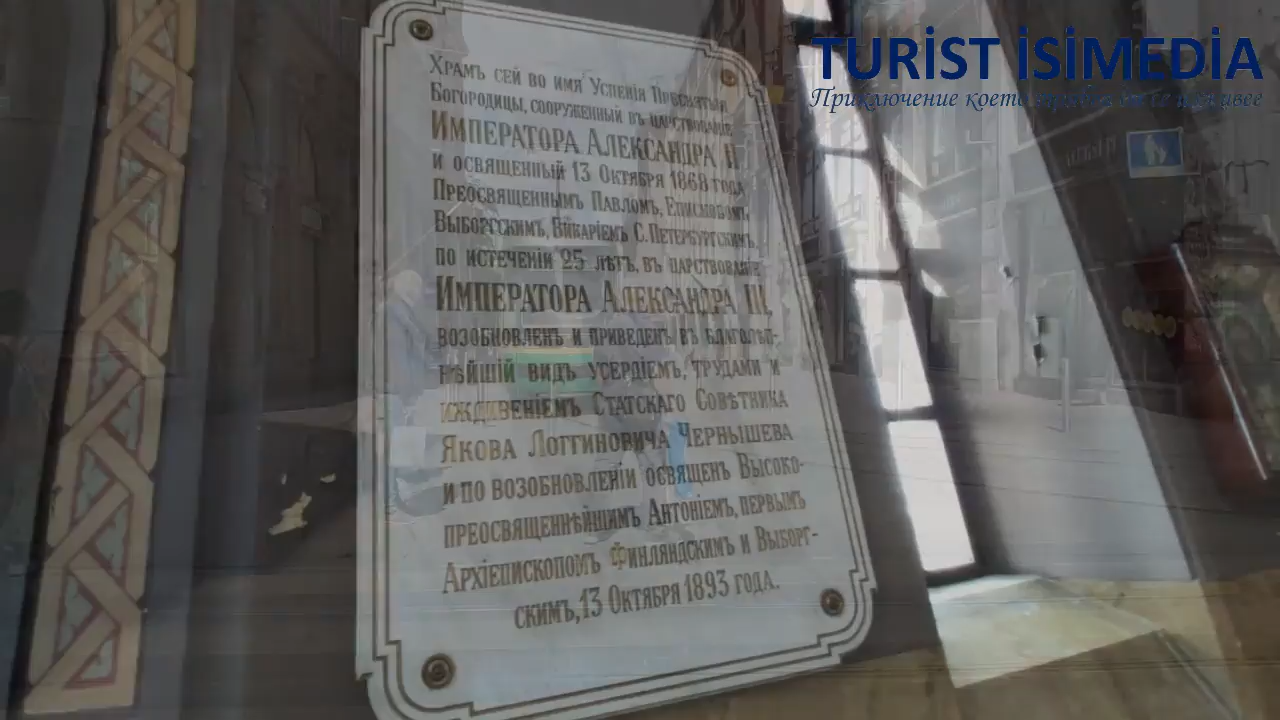 TURİST İSİMEDİA
Приключение което
Храмъ сей во имя Успенія Пресвятыя
Богородицы, сооруженный въ царствованіе
Императора Александра II
и освященный 13 Октября 1868 года
Преосвященнымъ Павломъ, Епископомъ
Выборгскимъ, Викаріемъ С.Петербургскимъ,
по истеченіи 25 лѣтъ, въ царствованіе
Императора Александра III,
возобновленъ и приведенъ въ благолѣп-
нѣйшій видъ усердіемъ, трудами и
иждивеніемъ Статскаго Совѣтника
Якова Логгиновича Чернышева
и по возобновленіи освященъ Высоко-
преосвященнѣйшимъ Антоніемъ, первымъ
Архіепископомъ Финляндскимъ и Выборг-
скимъ, 13 Октября 1893 года.